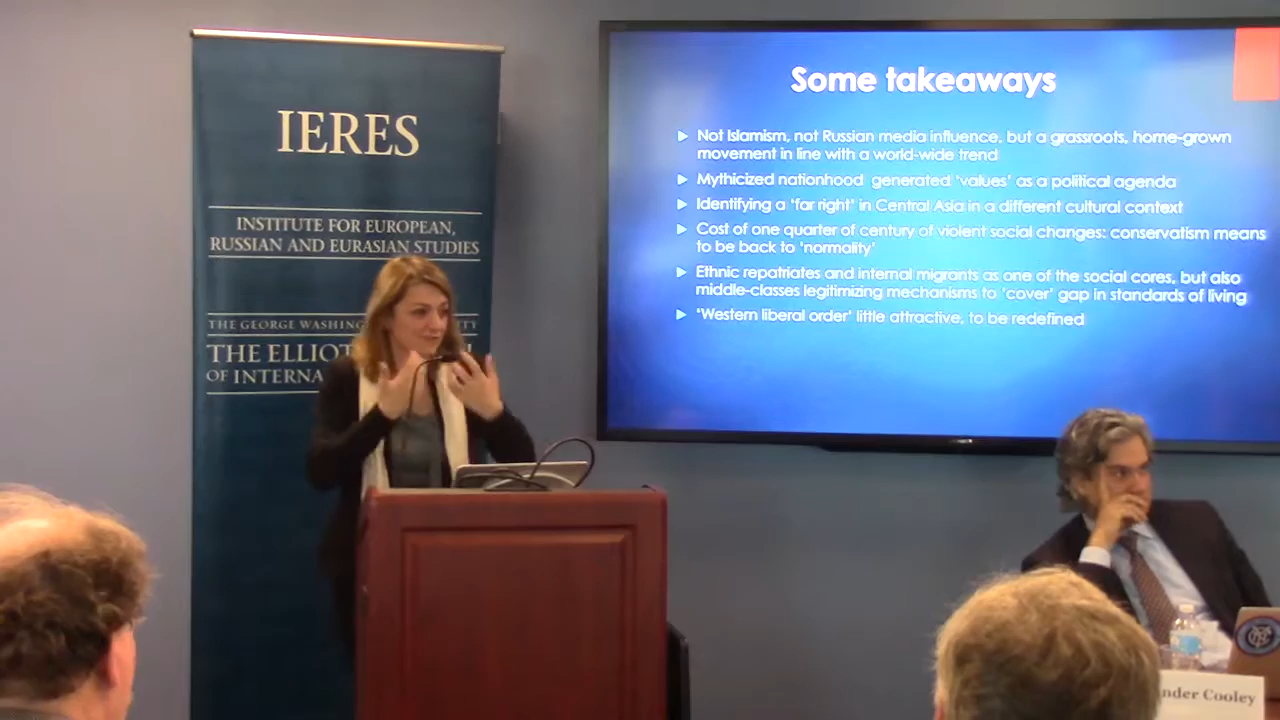 IERES
INSTITUTE FOR EUROPEAN,
RUSSIAN AND EURASIAN STUDIES
THE GEORGE WASHING
TY
THE ELLIOT
OF INTERNA
Some takeaways
Not Islamism, not Russian media influence, but a grassroots, home-grown
movement in line with a world-wide trend
Mythicized nationhood generated ‘values’ as a political agenda
Identifying a ‘far right’ in Central Asia in a different cultural context
Cost of one quarter of century of violent social changes: conservatism means
to be back to ‘normality’
Ethnic repatriates and internal migrants as one of the social cores, but also
middle-classes legitimizing mechanisms to ‘cover’ gap in standards of living
‘Western liberal order’ little attractive, to be redefined
nder Cooley